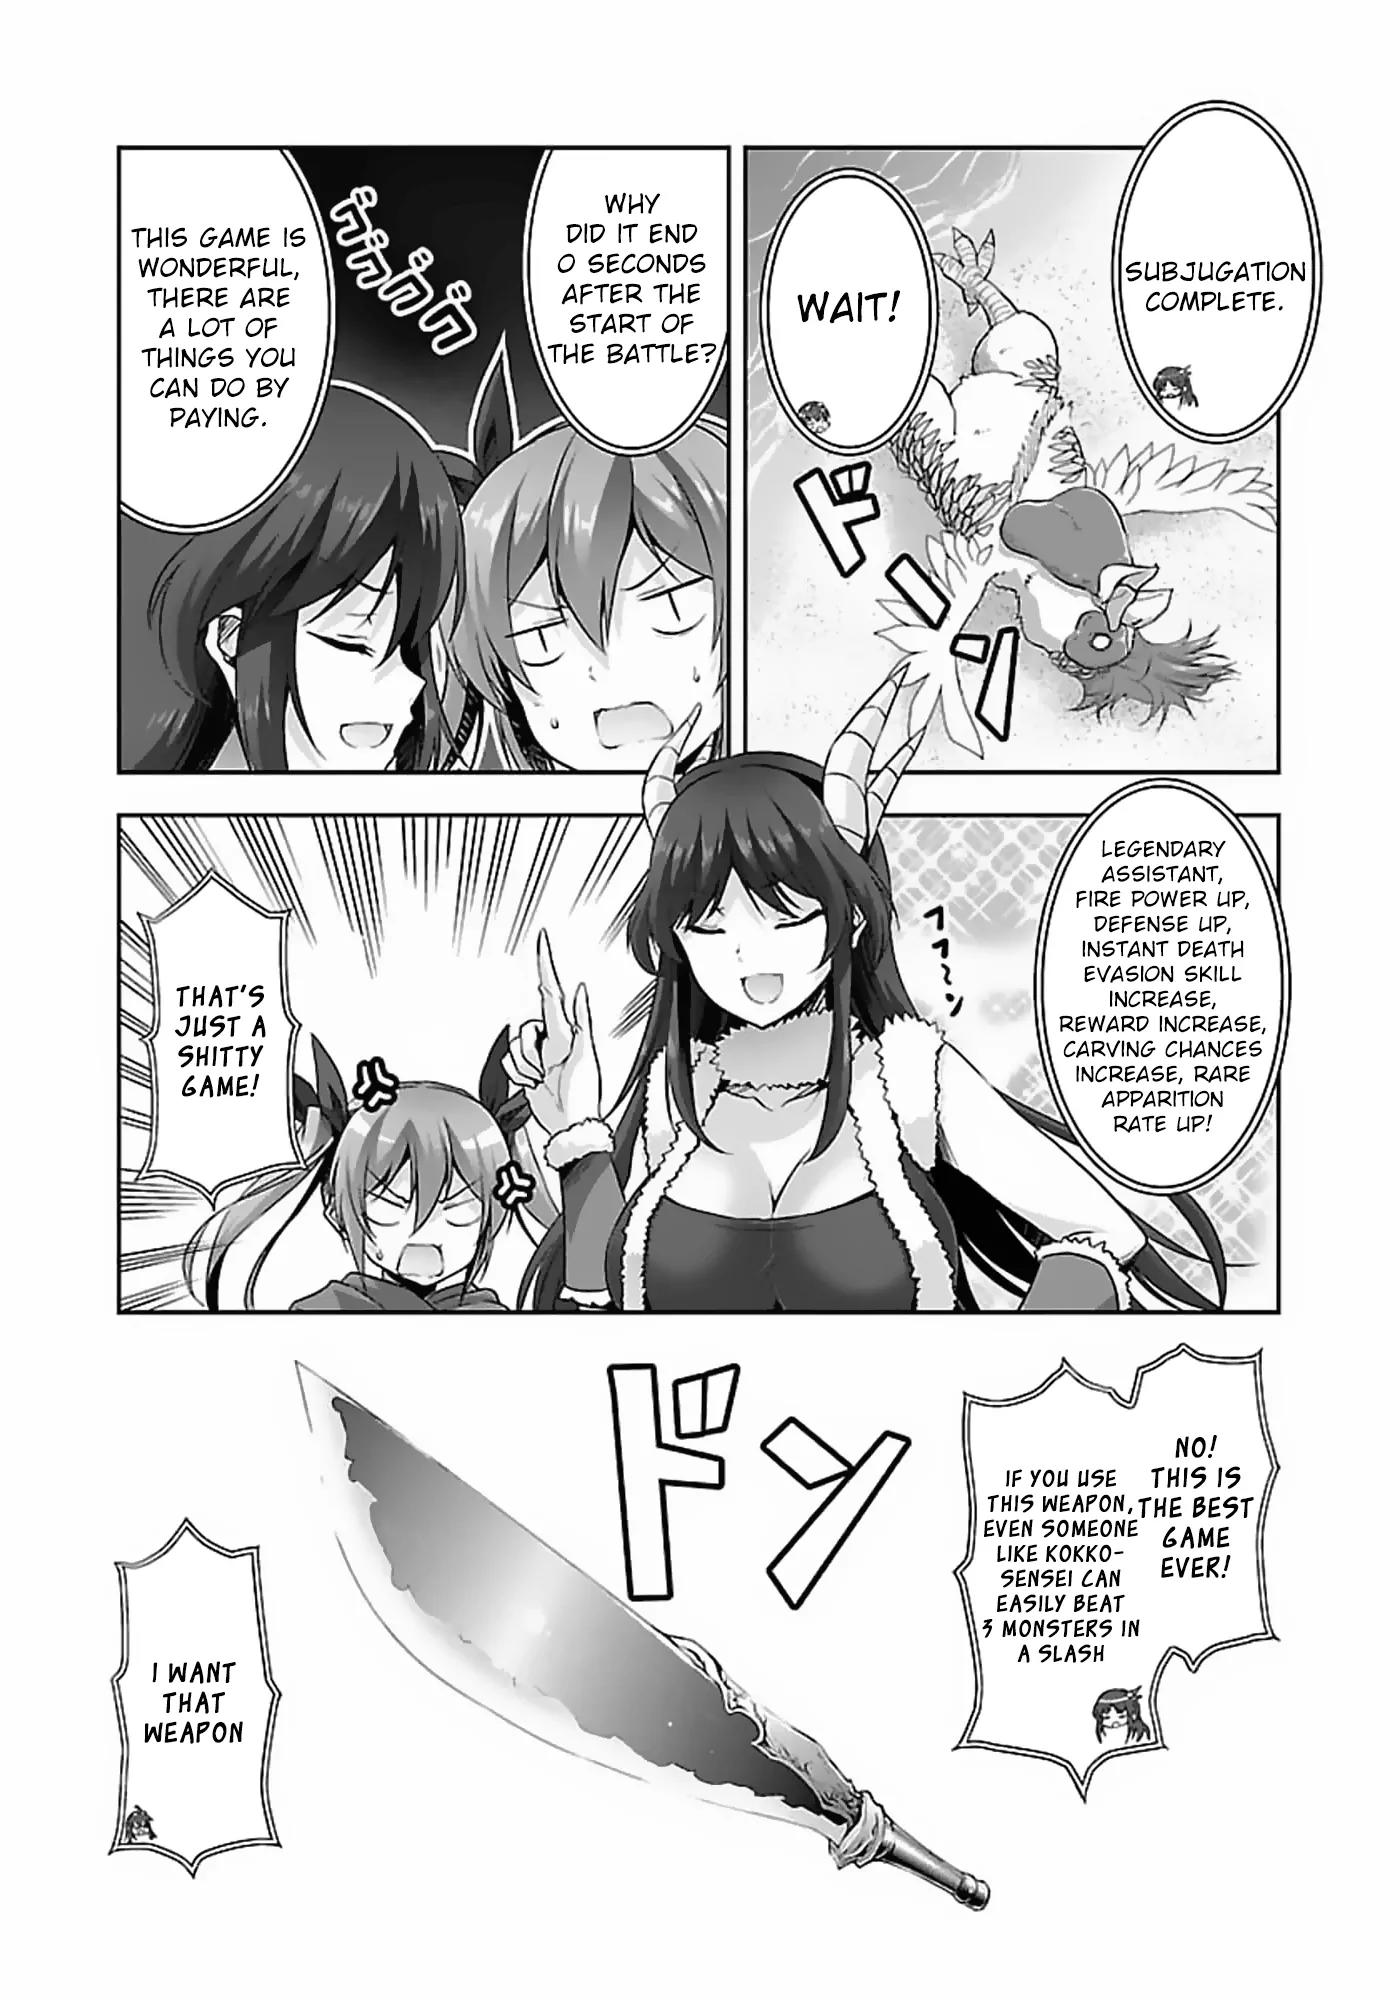 SUBJUGATION
COMPLETE.
WAIT!
ドン
WHY
DID IT END
0 SECONDS
AFTER THE
START OF
THE BATTLE?
THIS GAME IS
WONDERFUL,
THERE ARE
A LOT OF
THINGS YOU
CAN DO BY
PAYING.
LEGENDARY
ASSISTANT,
FIRE POWER UP,
DEFENSE UP,
INSTANT DEATH
EVASION SKILL
INCREASE,
REWARD INCREASE,
CARVING CHANCES
INCREASE, RARE
APPARITION
RATE UP!
フフ〜ン
THAT'S
JUST A
SHITTY
GAME!
NO!
THIS IS
THE BEST
GAME
EVER!
IF YOU USE
THIS WEAPON,
EVEN SOMEONE
LIKE KOKKO-
SENSEI CAN
EASILY BEAT
3 MONSTERS IN
A SLASH
ドン
I WANT
THAT
WEAPON